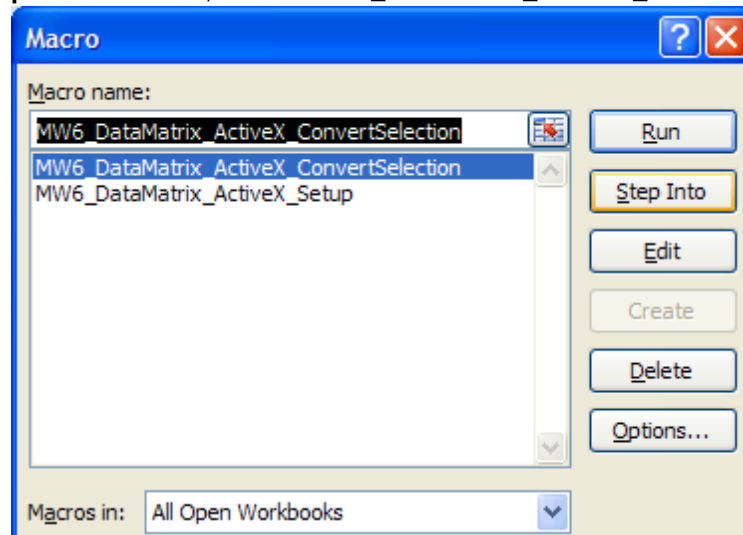 Macro
Macro name:
MW6_DataMatrix_ActiveX_ConvertSelection
MW6_DataMatrix_ActiveX_ConvertSelection
MW6_DataMatrix_ActiveX_Setup
Run
Step Into
Edit
Create
Delete
Options...
Macros in: All Open Workbooks